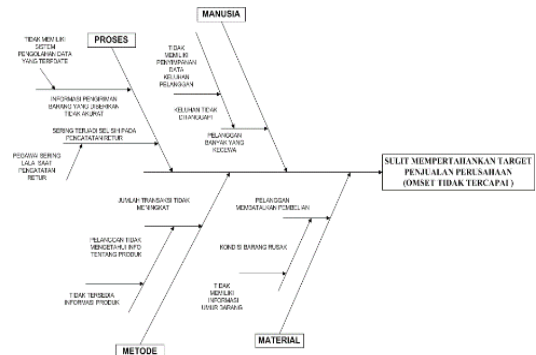 MANUSIA
PROSES
TIDAK MEMILIKI
SISTEM
PENGOLAHAN DATA
YANG TERPDATE
TIDAK
MEMILIKI
PENYIMPANAN
DATA
KELUHAN
PELANGGAN
INFORMASI PENGIRIMAN
BARANG YANG DIBERIKAN
TIDAK AKURAT
KELUHAN TIDAK
DITANGGAPI
SERING TERJADI SELISIH PADA
PENCATATAN RETUR
PELANGGAN
BANYAK YANG
KECEWA
PEGAWAI SERING
LALAI SAAT
PENCATATAN
RETUR
SULIT MEMPERTAHANKAN TARGET
PENJUALAN PERUSAHAAN
(OMSET TIDAK TERCAPAI )
JUMLAH TRANSAKSI TIDAK
MENINGKAT
PELANGGAN
MEMBATALKAN PEMBELIAN
PELANGGAN TIDAK
MENGETAHUI INFO
TENTANG PRODUK
KONDISI BARANG RUSAK
TIDAK TERSEDIA
INFORMASI PRODUK
TIDAK
MEMILIKI
INFORMASI
UMUR BARANG
METODE
MATERIAL